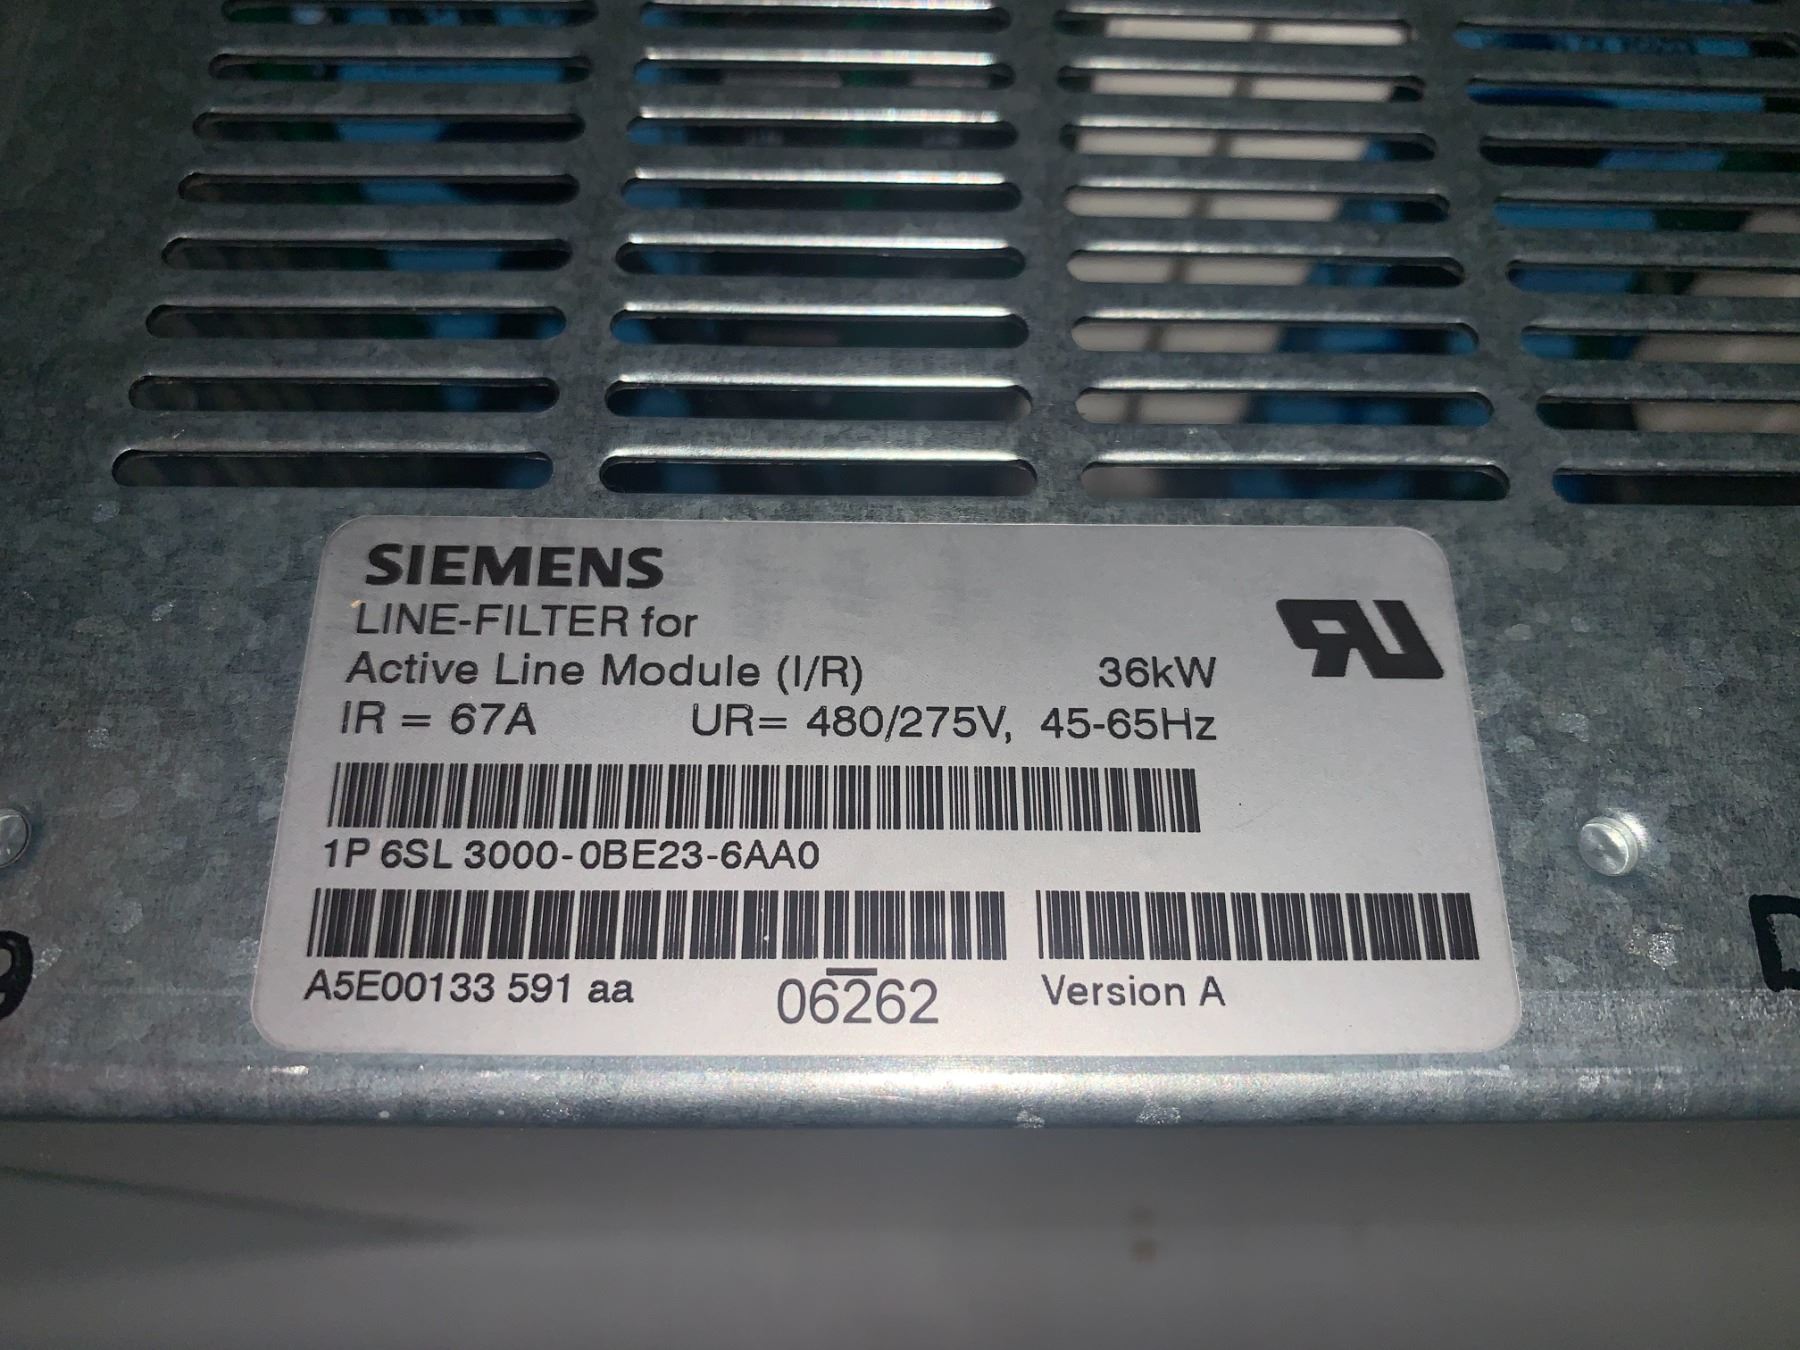 SIEMENS
LINE-FILTER for
Active Line Module (I/R) 36kW
IR = 67A UR= 480/275V, 45-65Hz
1P 6SL 3000-0BE23-6AA0
A5E00133 591 aa 06262 Version A
9